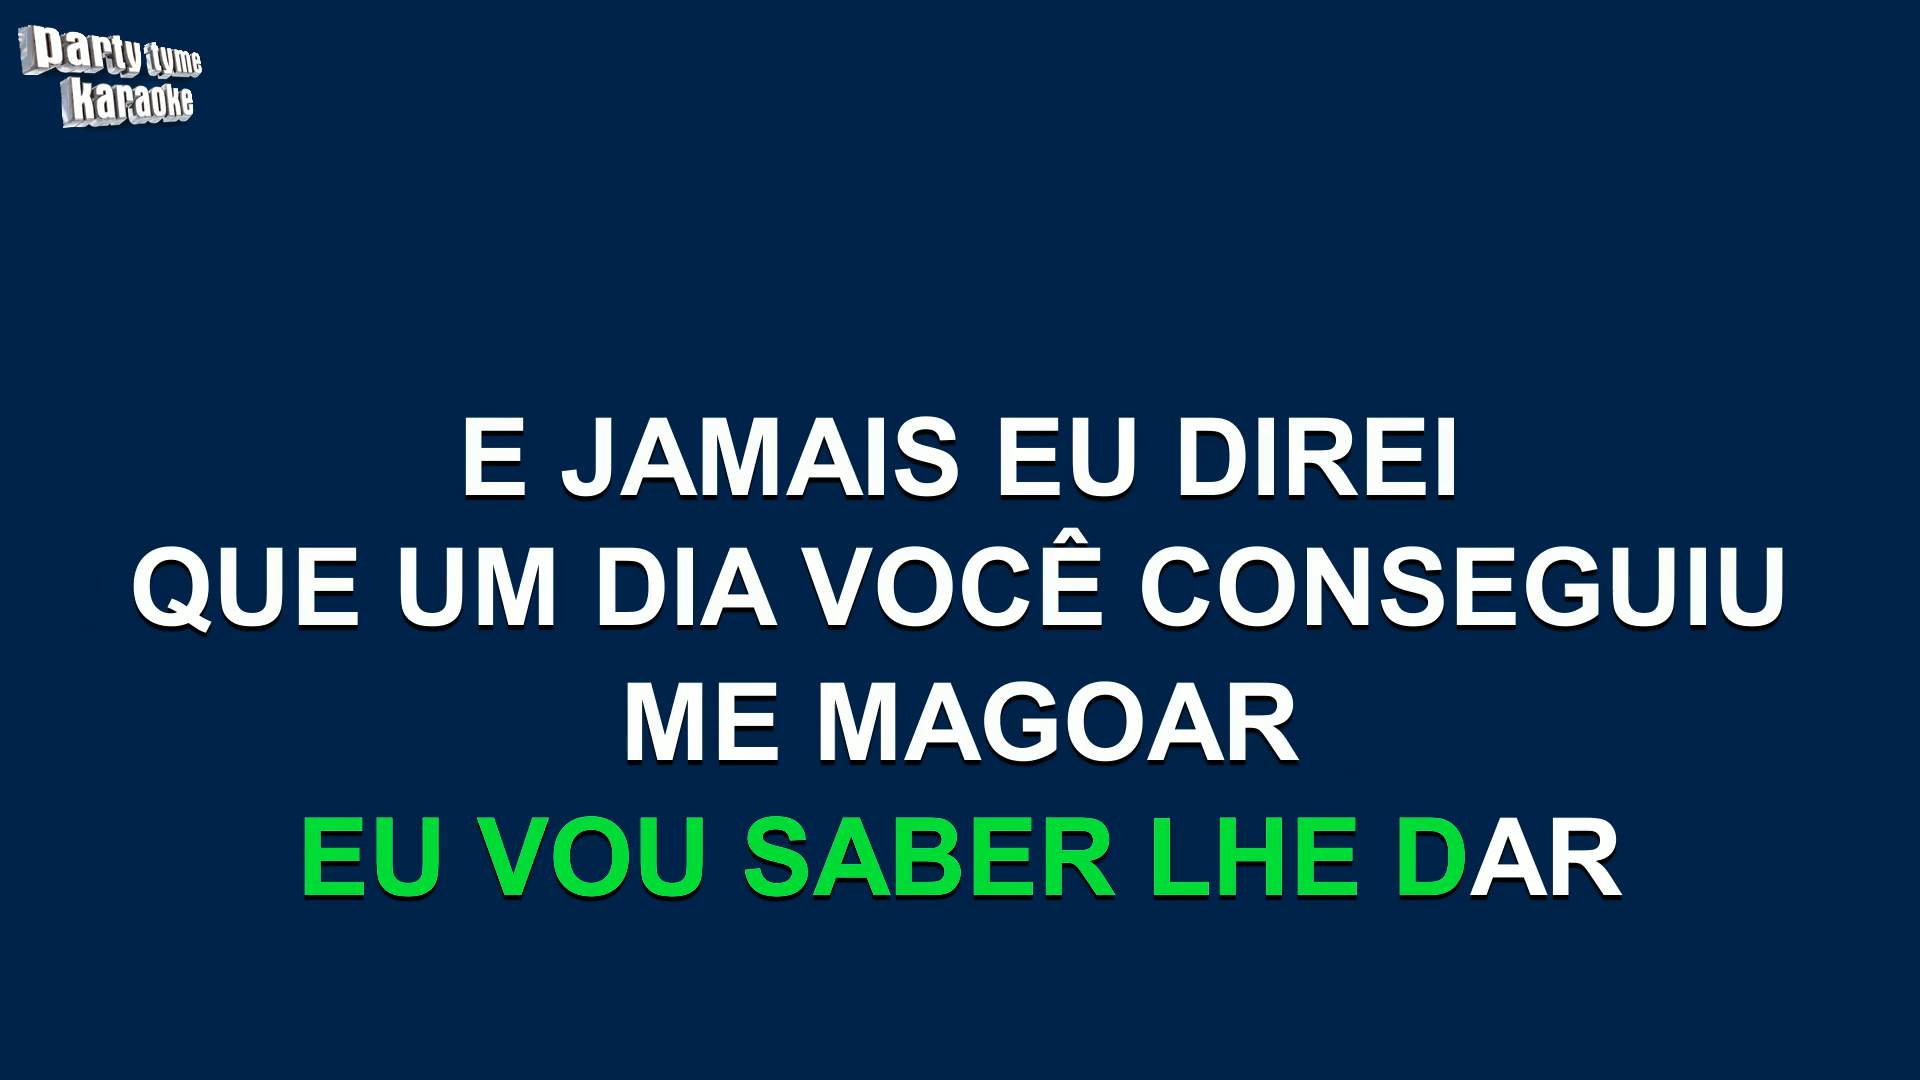 party tyme
karaoke
E JAMAIS EU DIREI
QUE UM DIA VOCÊ CONSEGUIU
ME MAGOAR
EU VOU SABER LHE DAR